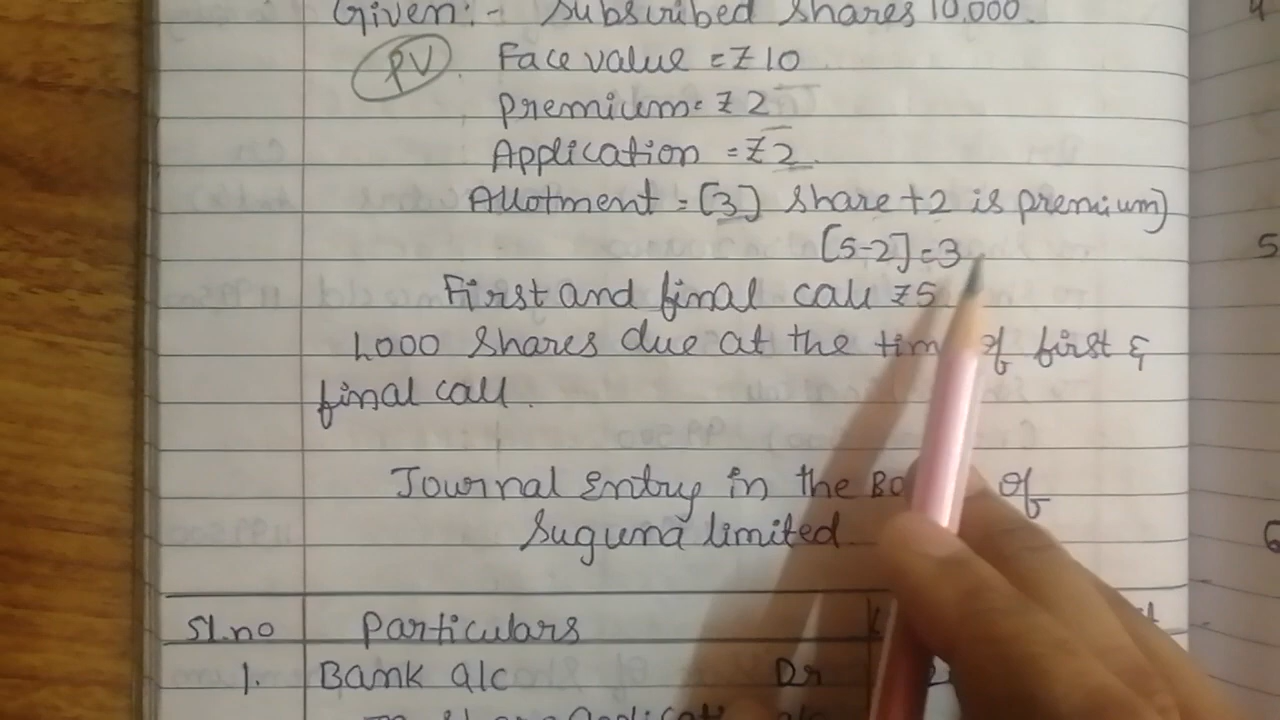 Given:- Subscribed shares 10,000.
PV. Face value = ₹10
Premium = ₹2
Application = ₹2
Allotment = [3] share + 2 is premium]
[5-2] = 3
First and final call ₹5
1,000 shares due at the time of first &
final call.
Journal Entry in the of
Suguna limited
Sl.no Particulars
1. Bank a/c Dr
5
6